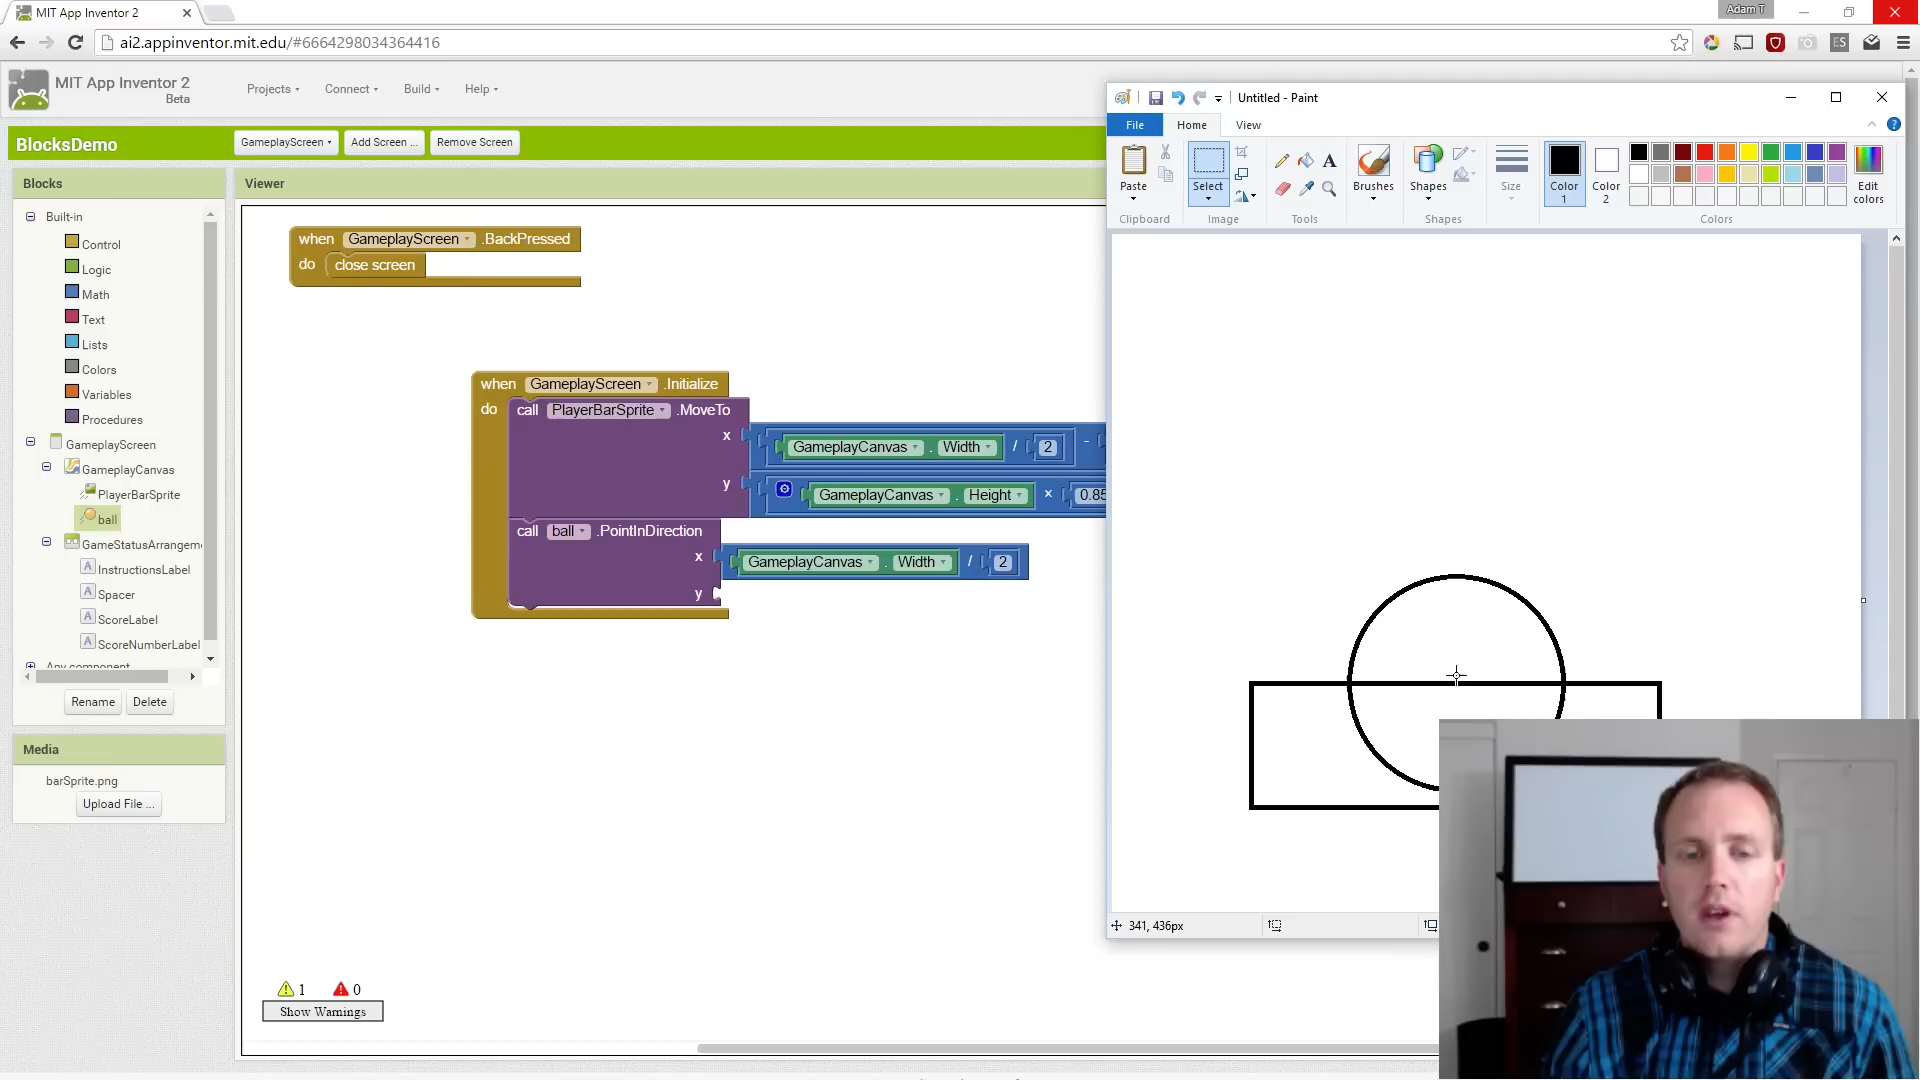 MIT App Inventor 2
Adam T
ai2.appinventor.mit.edu/#6664298034364416
ES
MIT App Inventor 2
Beta
Projects
Connect
Build
Help
BlocksDemo
GameplayScreen
Add Screen ...
Remove Screen
Blocks
Built-in
Control
Logic
Math
Text
Lists
Colors
Variables
Procedures
GameplayScreen
GameplayCanvas
PlayerBarSprite
ball
GameStatusArrangem
A InstructionsLabel
A Spacer
A ScoreLabel
A ScoreNumberLabel
Any component
Rename
Delete
Media
barSprite.png
Upload File ...
Viewer
when GameplayScreen .BackPressed
do close screen
when GameplayScreen .Initialize
do call PlayerBarSprite .MoveTo
x GameplayCanvas . Width / 2 -
y GameplayCanvas . Height × 0.85
call ball .PointInDirection
x GameplayCanvas . Width / 2
y
1 0
Show Warnings
Untitled - Paint
File
Home
View
Paste
Select
A
Brushes
Shapes
Size
Color 1
Color 2
Edit colors
Clipboard
Image
Tools
Shapes
Colors
341, 436px